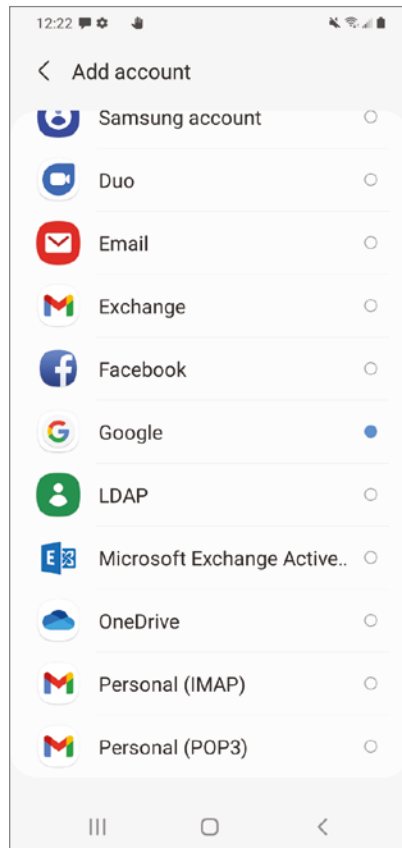 12:22
Add account
Samsung account
Duo
Email
Exchange
Facebook
Google
LDAP
Microsoft Exchange Active..
OneDrive
Personal (IMAP)
Personal (POP3)